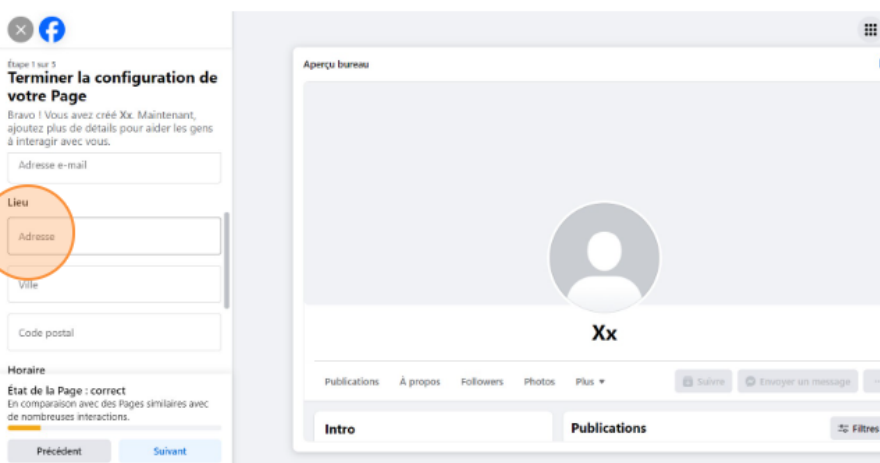 Étape 1 sur 5
Terminer la configuration de
votre Page
Bravo ! Vous avez créé Xx. Maintenant,
ajoutez plus de détails pour aider les gens
à interagir avec vous.
Adresse e-mail
Lieu
Adresse
Ville
Code postal
Horaire
État de la Page : correct
En comparaison avec des Pages similaires avec
de nombreuses interactions.
Précédent
Suivant
Aperçu bureau
Xx
Publications
À propos
Followers
Photos
Plus
Suivre
Envoyer un message
Intro
Publications
Filtres